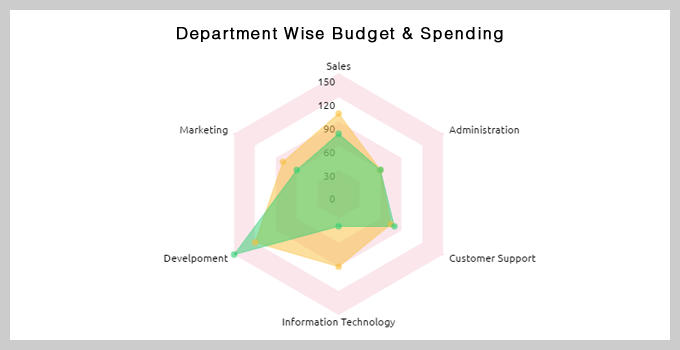 Department Wise Budget & Spending
Sales
150
120
Marketing
Administration
90
60
30
0
Develpoment
Customer Support
Information Technology